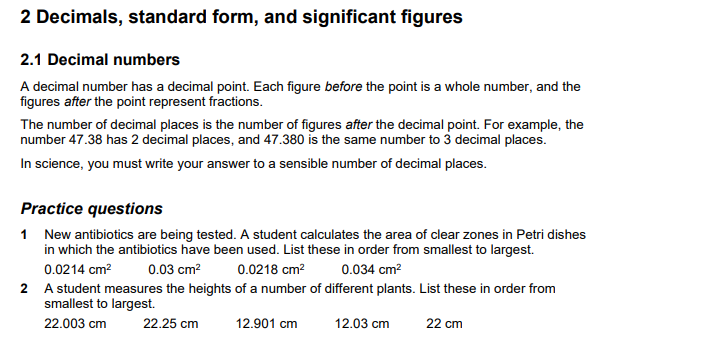 2 Decimals, standard form, and significant figures
2.1 Decimal numbers
A decimal number has a decimal point. Each figure before the point is a whole number, and the
figures after the point represent fractions.
The number of decimal places is the number of figures after the decimal point. For example, the
number 47.38 has 2 decimal places, and 47.380 is the same number to 3 decimal places.
In science, you must write your answer to a sensible number of decimal places.
Practice questions
1 New antibiotics are being tested. A student calculates the area of clear zones in Petri dishes
in which the antibiotics have been used. List these in order from smallest to largest.
0.0214 cm² 0.03 cm² 0.0218 cm² 0.034 cm²
2 A student measures the heights of a number of different plants. List these in order from
smallest to largest.
22.003 cm 22.25 cm 12.901 cm 12.03 cm 22 cm